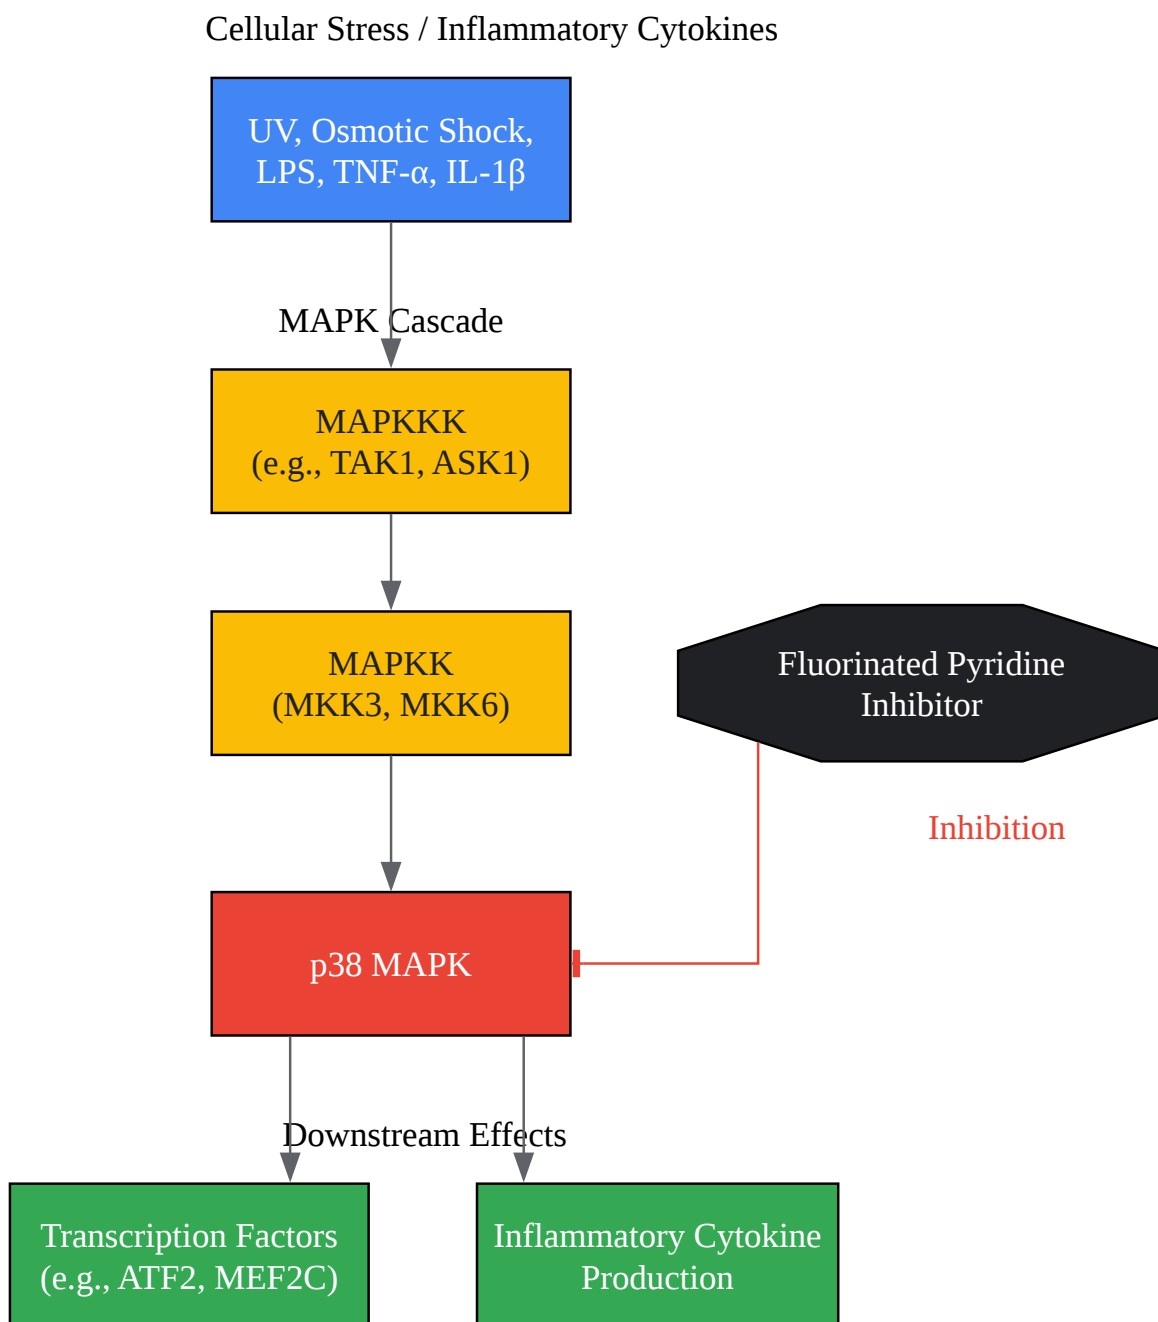 Cellular Stress / Inflammatory Cytokines
UV, Osmotic Shock,
LPS, TNF-α, IL-1β
MAPK Cascade
MAPKKK
(e.g., TAK1, ASK1)
MAPKK
(MKK3, MKK6)
Fluorinated Pyridine
Inhibitor
Inhibition
p38 MAPK
Downstream Effects
Transcription Factors
(e.g., ATF2, MEF2C)
Inflammatory Cytokine
Production